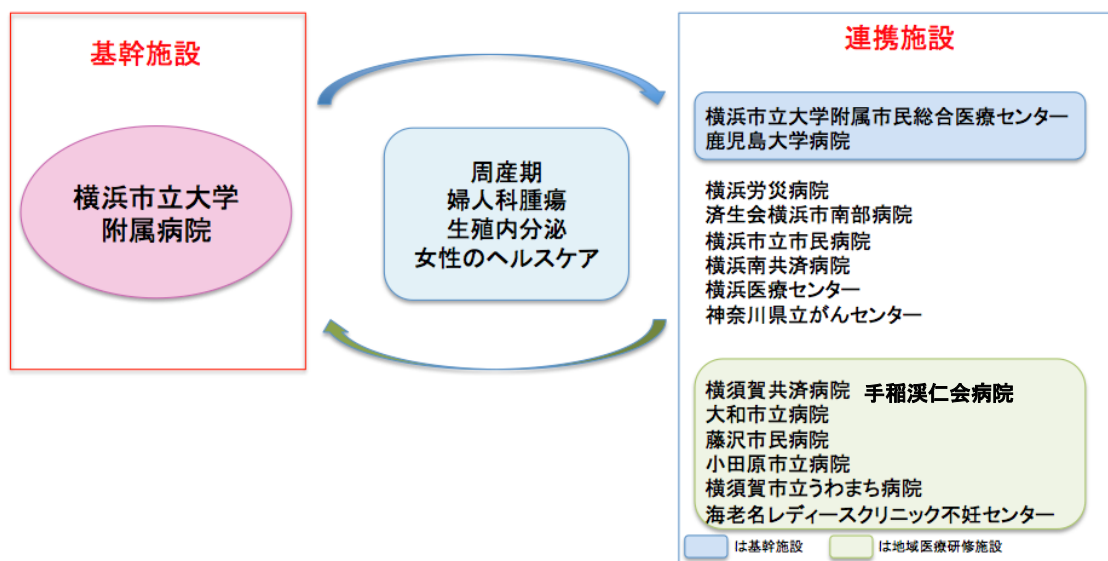 基幹施設
横浜市立大学
附属病院
周産期
婦人科腫瘍
生殖内分泌
女性のヘルスケア
連携施設
横浜市立大学附属市民総合医療センター
鹿児島大学病院
横浜労災病院
済生会横浜市南部病院
横浜市立市民病院
横浜南共済病院
横浜医療センター
神奈川県立がんセンター
横須賀共済病院 手稲渓仁会病院
大和市立病院
藤沢市民病院
小田原市立病院
横須賀市立うわまち病院
海老名レディースクリニック不妊センター
は基幹施設 は地域医療研修施設